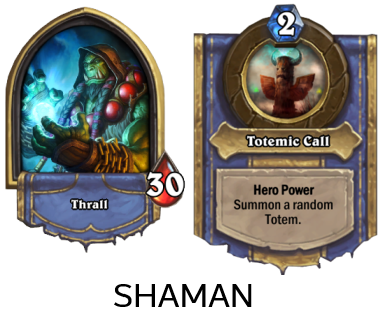 Thrall
30
2
Totemic Call
Hero Power
Summon a random
Totem.
SHAMAN